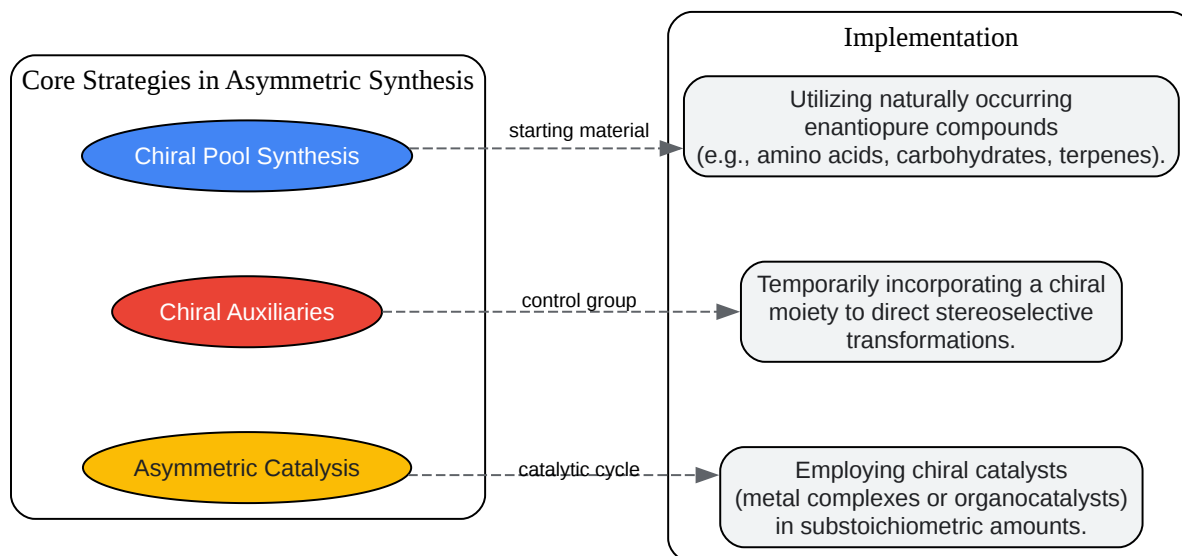 Core Strategies in Asymmetric Synthesis
Chiral Pool Synthesis
Chiral Auxiliaries
Asymmetric Catalysis
starting material
control group
catalytic cycle
Implementation
Utilizing naturally occurring
enantiopure compounds
(e.g., amino acids, carbohydrates, terpenes).
Temporarily incorporating a chiral
moiety to direct stereoselective
transformations.
Employing chiral catalysts
(metal complexes or organocatalysts)
in substoichiometric amounts.